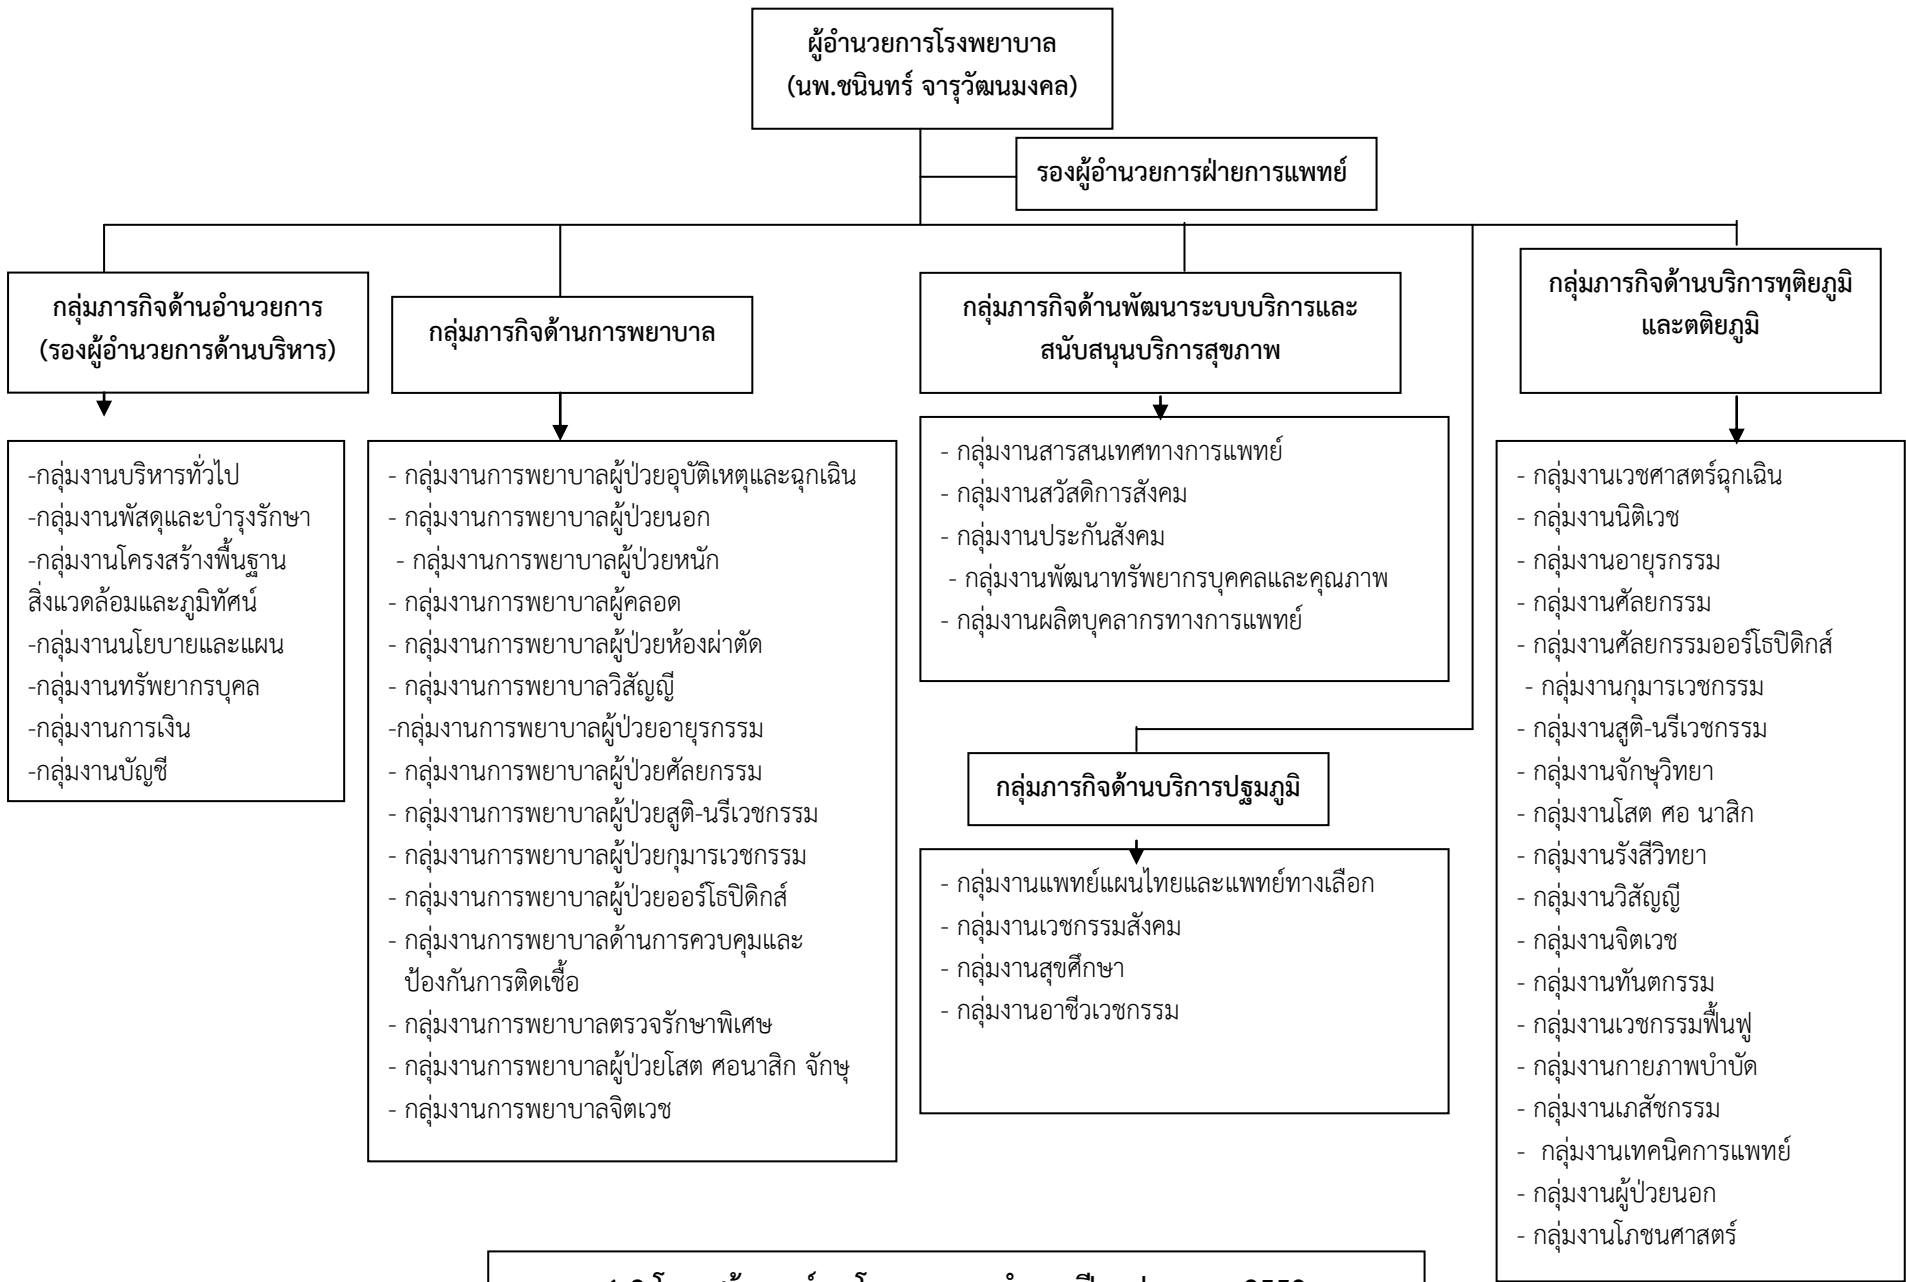 ผู้อำนวยการโรงพยาบาล
(นพ.ชนินทร์ จารุวัฒนมงคล)
รองผู้อำนวยการฝ่ายการแพทย์
กลุ่มภารกิจด้านอำนวยการ
(รองผู้อำนวยการด้านบริหาร)
-กลุ่มงานบริหารทั่วไป
-กลุ่มงานพัสดุและบำรุงรักษา
-กลุ่มงานโครงสร้างพื้นฐาน
สิ่งแวดล้อมและภูมิทัศน์
-กลุ่มงานนโยบายและแผน
-กลุ่มงานทรัพยากรบุคล
-กลุ่มงานการเงิน
-กลุ่มงานบัญชี
กลุ่มภารกิจด้านการพยาบาล
- กลุ่มงานการพยาบาลผู้ป่วยอุบัติเหตุและฉุกเฉิน
- กลุ่มงานการพยาบาลผู้ป่วยนอก
- กลุ่มงานการพยาบาลผู้ป่วยหนัก
- กลุ่มงานการพยาบาลผู้คลอด
- กลุ่มงานการพยาบาลผู้ป่วยห้องผ่าตัด
- กลุ่มงานการพยาบาลวิสัญญี
-กลุ่มงานการพยาบาลผู้ป่วยอายุรกรรม
- กลุ่มงานการพยาบาลผู้ป่วยศัลยกรรม
- กลุ่มงานการพยาบาลผู้ป่วยสูติ-นรีเวชกรรม
- กลุ่มงานการพยาบาลผู้ป่วยกุมารเวชกรรม
- กลุ่มงานการพยาบาลผู้ป่วยออร์โธปิดิกส์
- กลุ่มงานการพยาบาลด้านการควบคุมและ
ป้องกันการติดเชื้อ
- กลุ่มงานการพยาบาลตรวจรักษาพิเศษ
- กลุ่มงานการพยาบาลผู้ป่วยโสต ศอนาสิก จักษุ
- กลุ่มงานการพยาบาลจิตเวช
กลุ่มภารกิจด้านพัฒนาระบบบริการและ
สนับสนุนบริการสุขภาพ
- กลุ่มงานสารสนเทศทางการแพทย์
- กลุ่มงานสวัสดิการสังคม
- กลุ่มงานประกันสังคม
- กลุ่มงานพัฒนาทรัพยากรบุคคลและคุณภาพ
- กลุ่มงานผลิตบุคลากรทางการแพทย์
กลุ่มภารกิจด้านบริการปฐมภูมิ
- กลุ่มงานแพทย์แผนไทยและแพทย์ทางเลือก
- กลุ่มงานเวชกรรมสังคม
- กลุ่มงานสุขศึกษา
- กลุ่มงานอาชีวเวชกรรม
กลุ่มภารกิจด้านบริการทุติยภูมิ
และตติยภูมิ
- กลุ่มงานเวชศาสตร์ฉุกเฉิน
- กลุ่มงานนิติเวช
- กลุ่มงานอายุรกรรม
- กลุ่มงานศัลยกรรม
- กลุ่มงานศัลยกรรมออร์โธปิดิกส์
- กลุ่มงานกุมารเวชกรรม
- กลุ่มงานสูติ-นรีเวชกรรม
- กลุ่มงานจักษุวิทยา
- กลุ่มงานโสต ศอ นาสิก
- กลุ่มงานรังสีวิทยา
- กลุ่มงานวิสัญญี
- กลุ่มงานจิตเวช
- กลุ่มงานทันตกรรม
- กลุ่มงานเวชกรรมฟื้นฟู
- กลุ่มงานกายภาพบำบัด
- กลุ่มงานเภสัชกรรม
- กลุ่มงานเทคนิคการแพทย์
- กลุ่มงานผู้ป่วยนอก
- กลุ่มงานโภชนศาสตร์